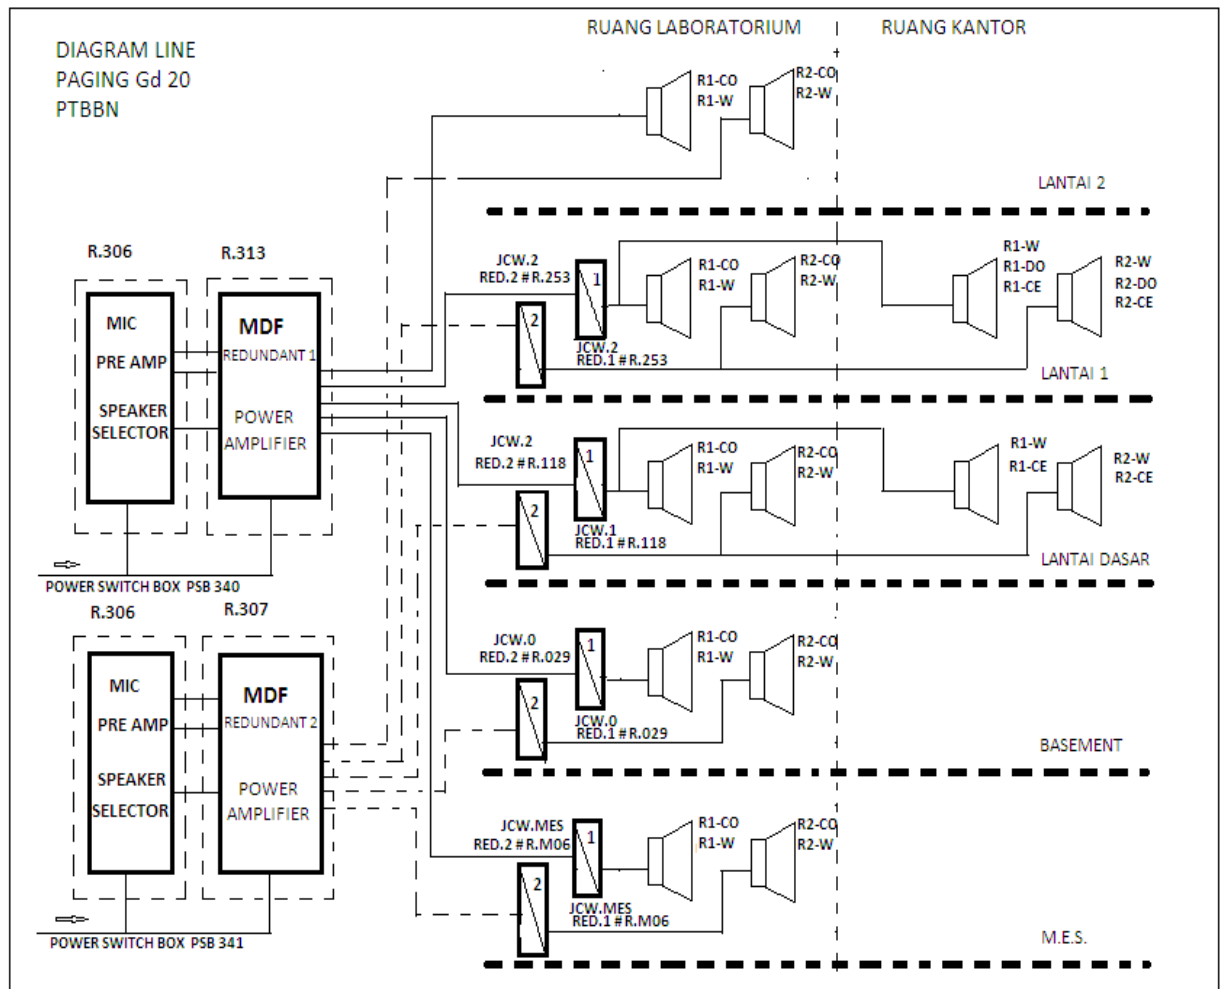 DIAGRAM LINE
PAGING Gd 20
PTBBN
RUANG LABORATORIUM
RUANG KANTOR
R1-CO
R1-W
R2-CO
R2-W
LANTAI 2
R.306
R.313
MIC
PRE AMP
SPEAKER
SELECTOR
MDF
REDUNDANT 1
POWER
AMPLIFIER
POWER SWITCH BOX PSB 340
JCW.2
RED.2 #R.253
1
2
JCW.2
RED.1 #R.253
R1-CO
R1-W
R2-CO
R2-W
R1-W
R1-DO
R1-CE
R2-W
R2-DO
R2-CE
LANTAI 1
JCW.2
RED.2 #R.118
1
2
JCW.1
RED.1 #R.118
R1-CO
R1-W
R2-CO
R2-W
R1-W
R1-CE
R2-W
R2-CE
LANTAI DASAR
R.306
R.307
MIC
PRE AMP
SPEAKER
SELECTOR
MDF
REDUNDANT 2
POWER
AMPLIFIER
POWER SWITCH BOX PSB 341
JCW.0
RED.2 #R.029
1
2
JCW.0
RED.1 #R.029
R1-CO
R1-W
R2-CO
R2-W
BASEMENT
JCW.MES
RED.2 #R.M06
1
2
JCW.MES
RED.1 #R.M06
R1-CO
R1-W
R2-CO
R2-W
M.E.S.